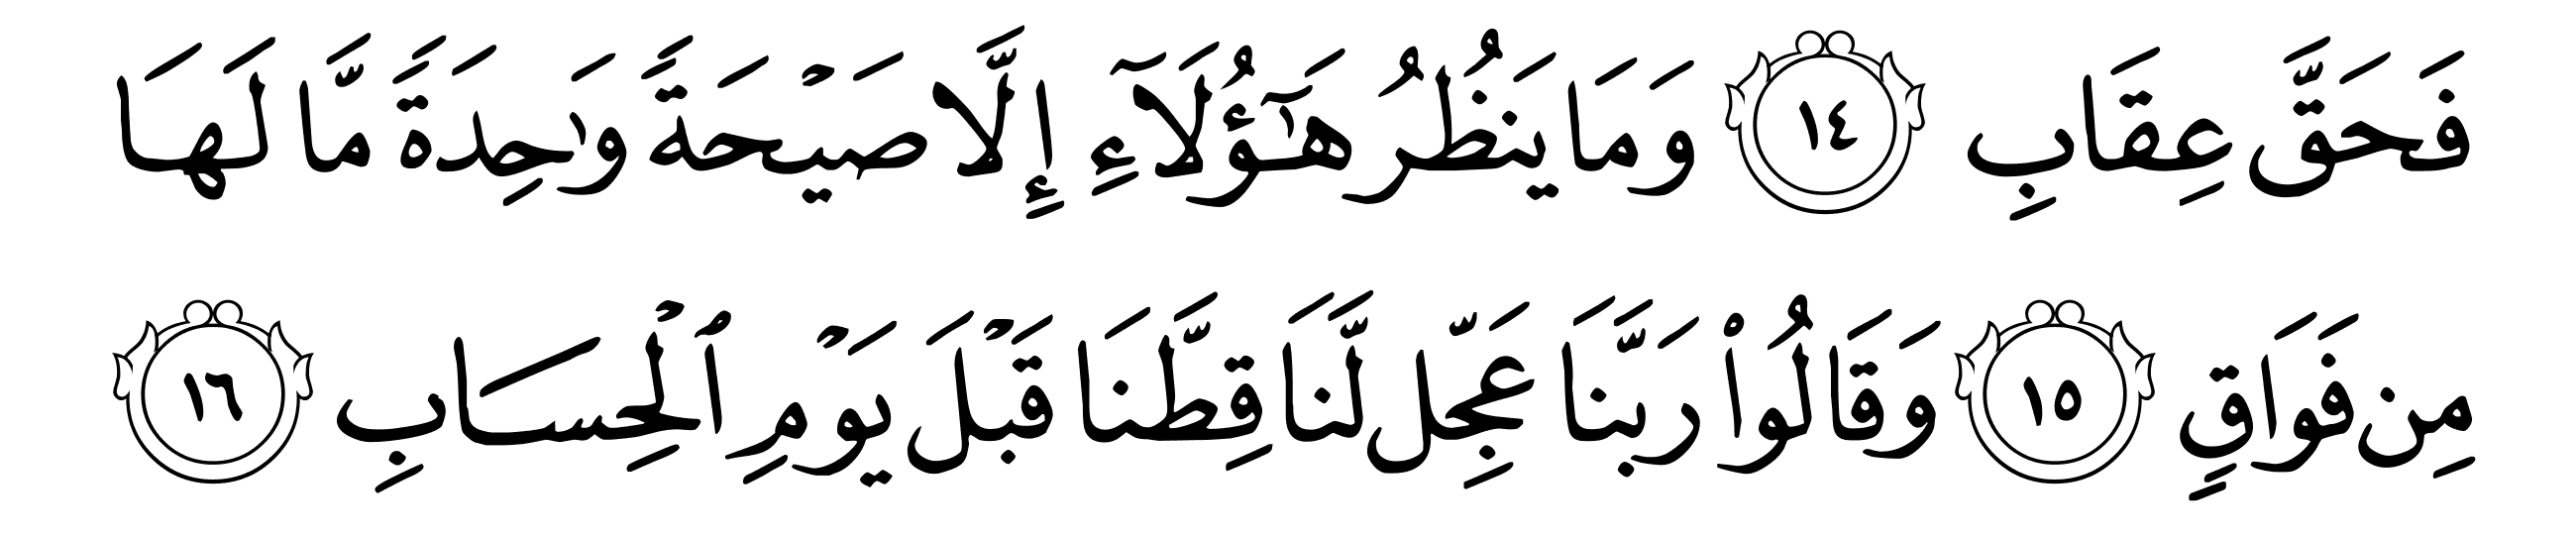 فَحَقَّ عِقَابِ ١٤ وَمَا يَنظُرُ هَٰٓؤُلَآءِ إِلَّا صَيْحَةً وَٰحِدَةً مَّا لَهَا
مِن فَوَاقٍ ١٥ وَقَالُوا۟ رَبَّنَا عَجِّل لَّنَا قِطَّنَا قَبْلَ يَوْمِ ٱلْحِسَابِ ١٦